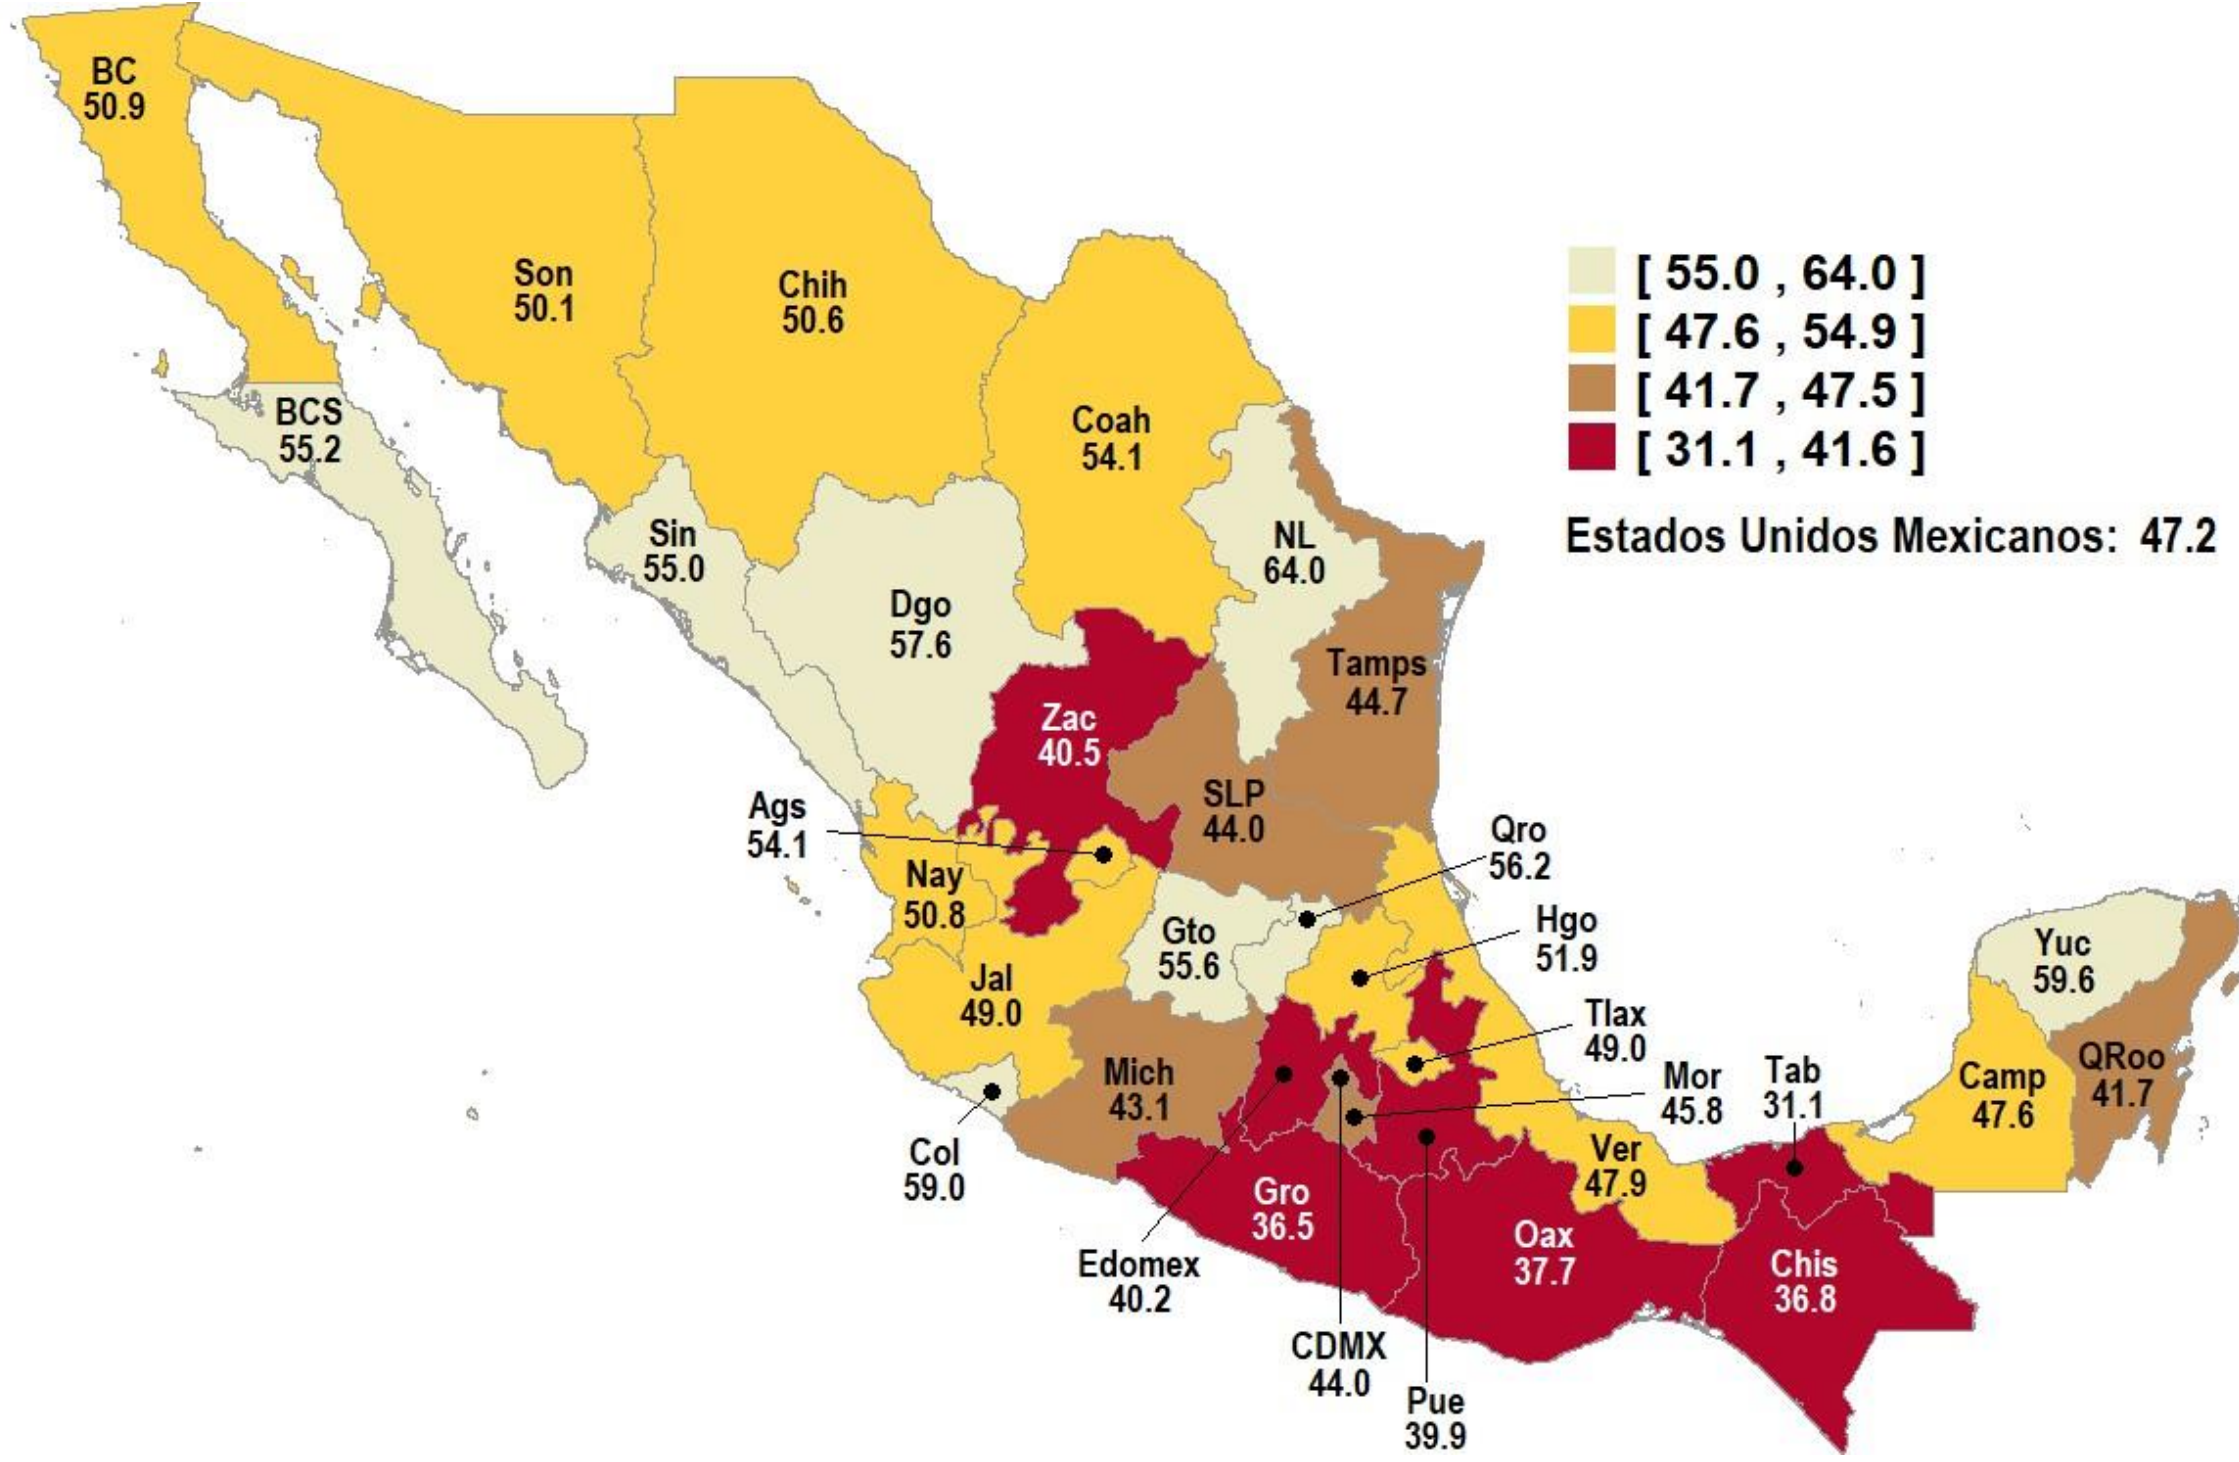 BC
50.9
Son
50.1
Chih
50.6
Coah
54.1
BCS
55.2
Sin
55.0
Dgo
57.6
NL
64.0
[ 55.0 , 64.0 ]
[ 47.6 , 54.9 ]
[ 41.7 , 47.5 ]
[ 31.1 , 41.6 ]
Estados Unidos Mexicanos: 47.2
Tamps
44.7
Zac
40.5
SLP
44.0
Ags
54.1
Nay
50.8
Qro
56.2
Gto
55.6
Hgo
51.9
Yuc
59.6
Jal
49.0
Tlax
49.0
Mich
43.1
Mor
45.8
Tab
31.1
Camp
47.6
QRoo
41.7
Col
59.0
Ver
47.9
Gro
36.5
Oax
37.7
Chis
36.8
Edomex
40.2
CDMX
44.0
Pue
39.9